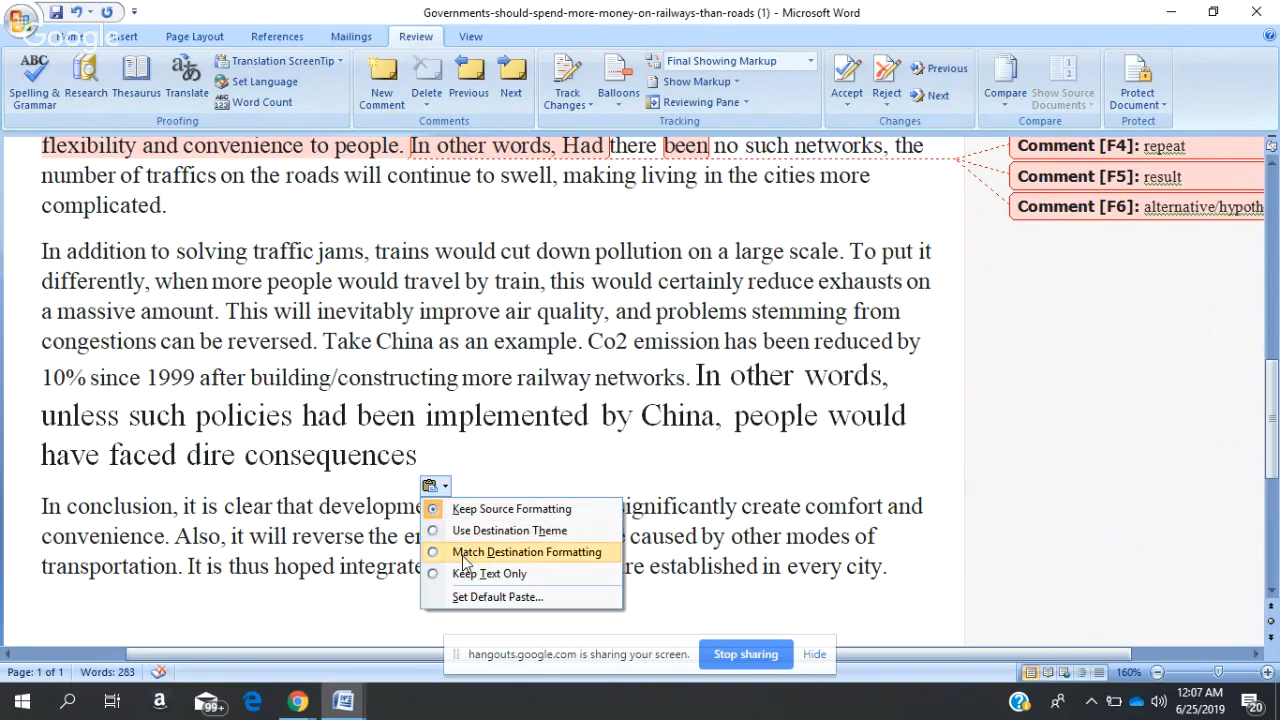 Governments-should-spend-more-money-on-railways-than-roads (1) - Microsoft Word
Google
Home Insert Page Layout References Mailings Review View
Spelling & Grammar
Research
Thesaurus
Translate
Translation ScreenTip
Set Language
Word Count
Proofing
New Comment
Delete
Previous
Next
Comments
Track Changes
Balloons
Final Showing Markup
Show Markup
Reviewing Pane
Tracking
Accept
Reject
Previous
Next
Changes
Compare
Show Source Documents
Compare
Protect Document
Protect
flexibility and convenience to people. In other words, Had there been no such networks, the
number of traffics on the roads will continue to swell, making living in the cities more
complicated.
Comment [F4]: repeat
Comment [F5]: result
Comment [F6]: alternative/hypoth
In addition to solving traffic jams, trains would cut down pollution on a large scale. To put it
differently, when more people would travel by train, this would certainly reduce exhausts on
a massive amount. This will inevitably improve air quality, and problems stemming from
congestions can be reversed. Take China as an example. Co2 emission has been reduced by
10% since 1999 after building/constructing more railway networks. In other words,
unless such policies had been implemented by China, people would
have faced dire consequences
In conclusion, it is clear that developme significantly create comfort and
convenience. Also, it will reverse the e caused by other modes of
transportation. It is thus hoped integrate re established in every city.
Keep Source Formatting
Use Destination Theme
Match Destination Formatting
Keep Text Only
Set Default Paste...
hangouts.google.com is sharing your screen. Stop sharing Hide
Page: 1 of 1 Words: 283 160%
99+
12:07 AM
6/25/2019
20